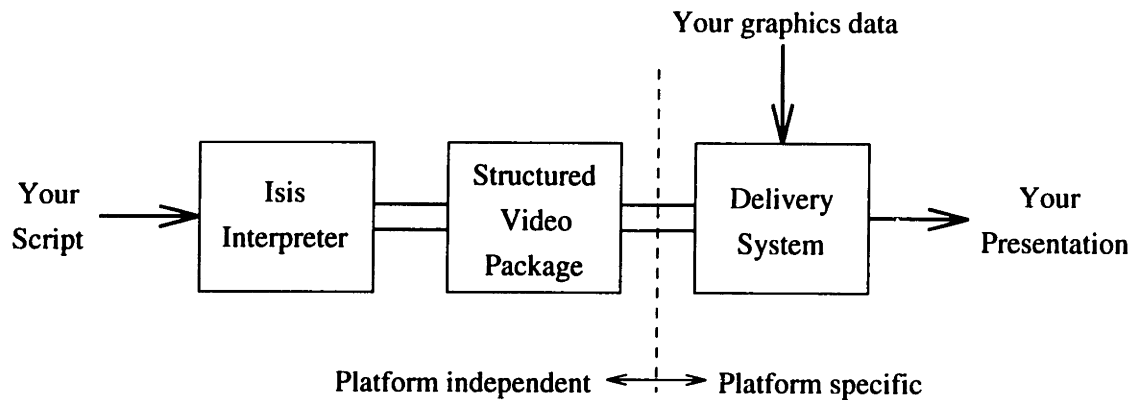 Your graphics data
Your
Script
Isis
Interpreter
Structured
Video
Package
Delivery
System
Your
Presentation
Platform independent
Platform specific